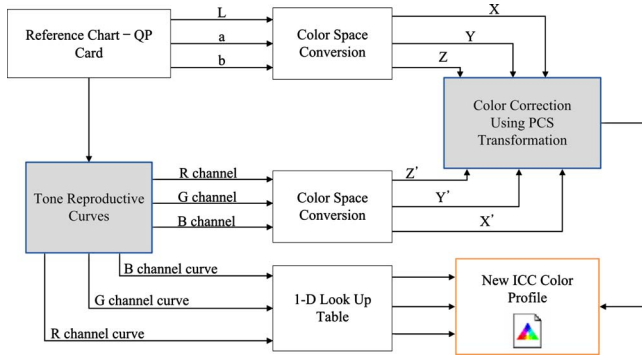 Reference Chart – QP
Card
L
a
b
Color Space
Conversion
X
Y
Z
Color Correction
Using PCS
Transformation
Tone Reproductive
Curves
R channel
G channel
B channel
Color Space
Conversion
Z'
Y'
X'
B channel curve
G channel curve
R channel curve
1-D Look Up
Table
New ICC Color
Profile